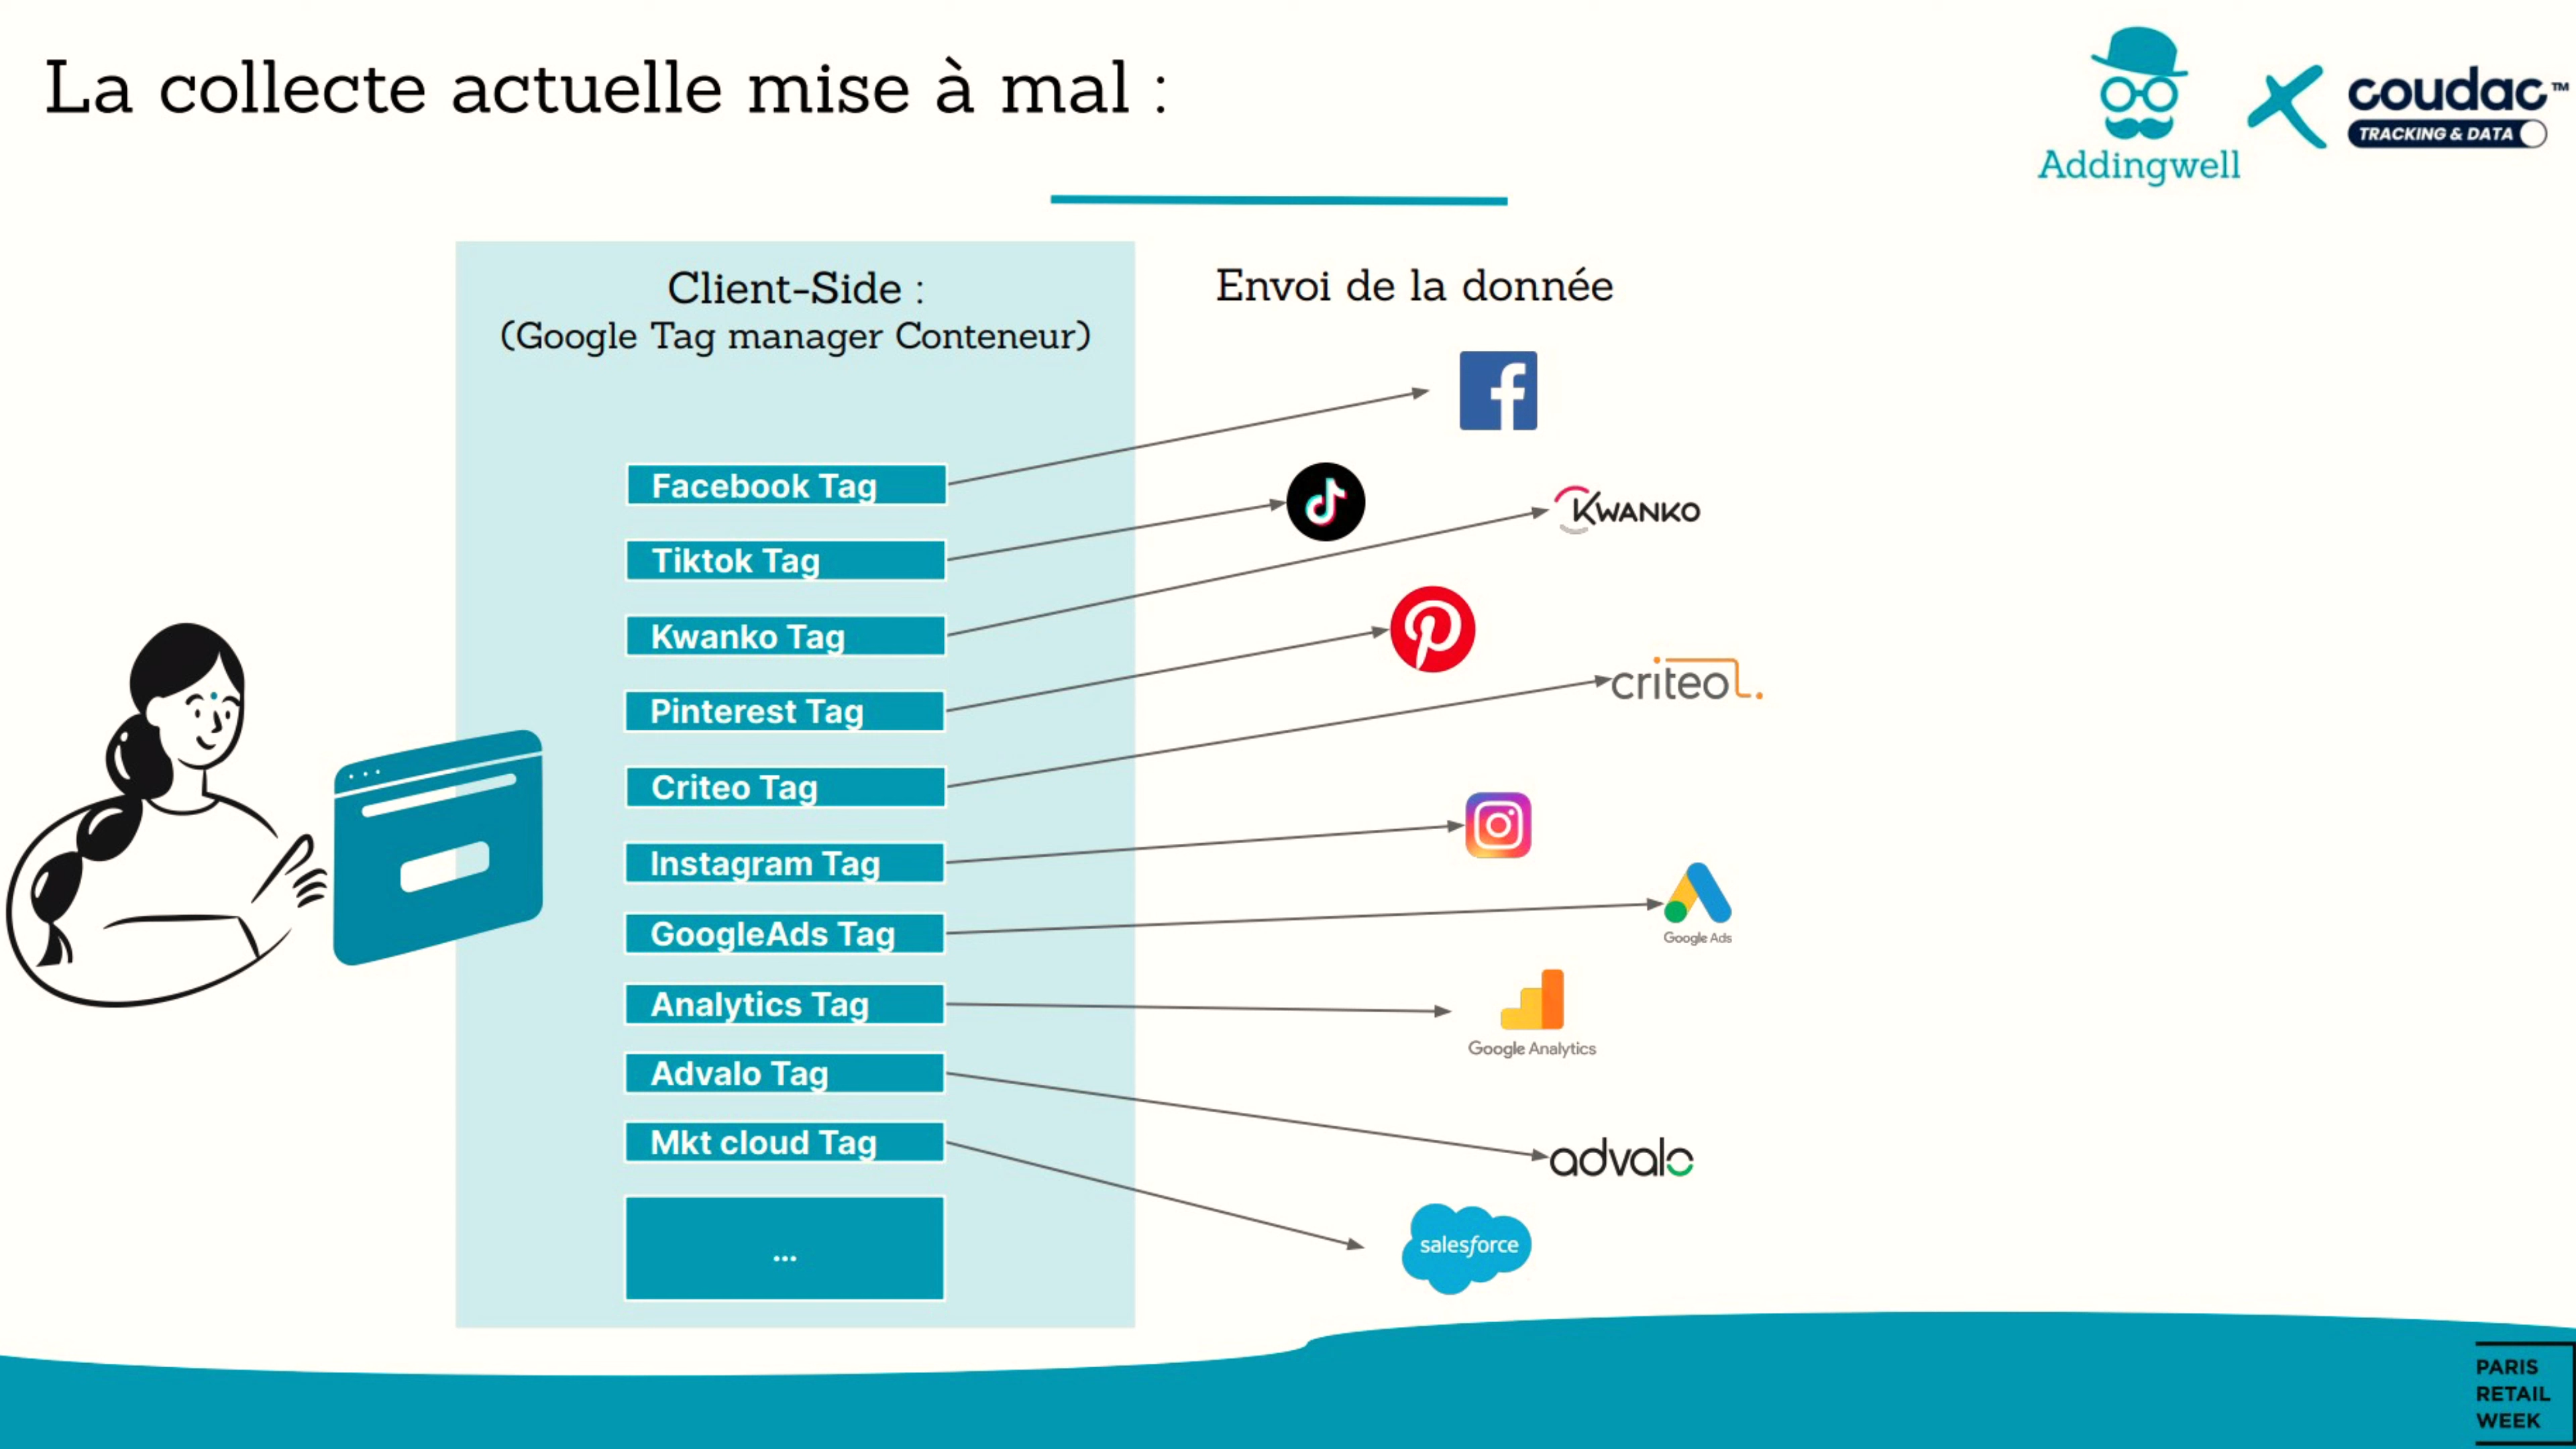 La collecte actuelle mise à mal :
Addingwell
coudac™
TRACKING & DATA
Client-Side :
(Google Tag manager Conteneur)
Envoi de la donnée
Facebook Tag
Tiktok Tag
KWANKO
Kwanko Tag
Pinterest Tag
criteo
Criteo Tag
Instagram Tag
GoogleAds Tag
Google Ads
Analytics Tag
Google Analytics
Advalo Tag
Mkt cloud Tag
advalo
...
salesforce
PARIS
RETAIL
WEEK